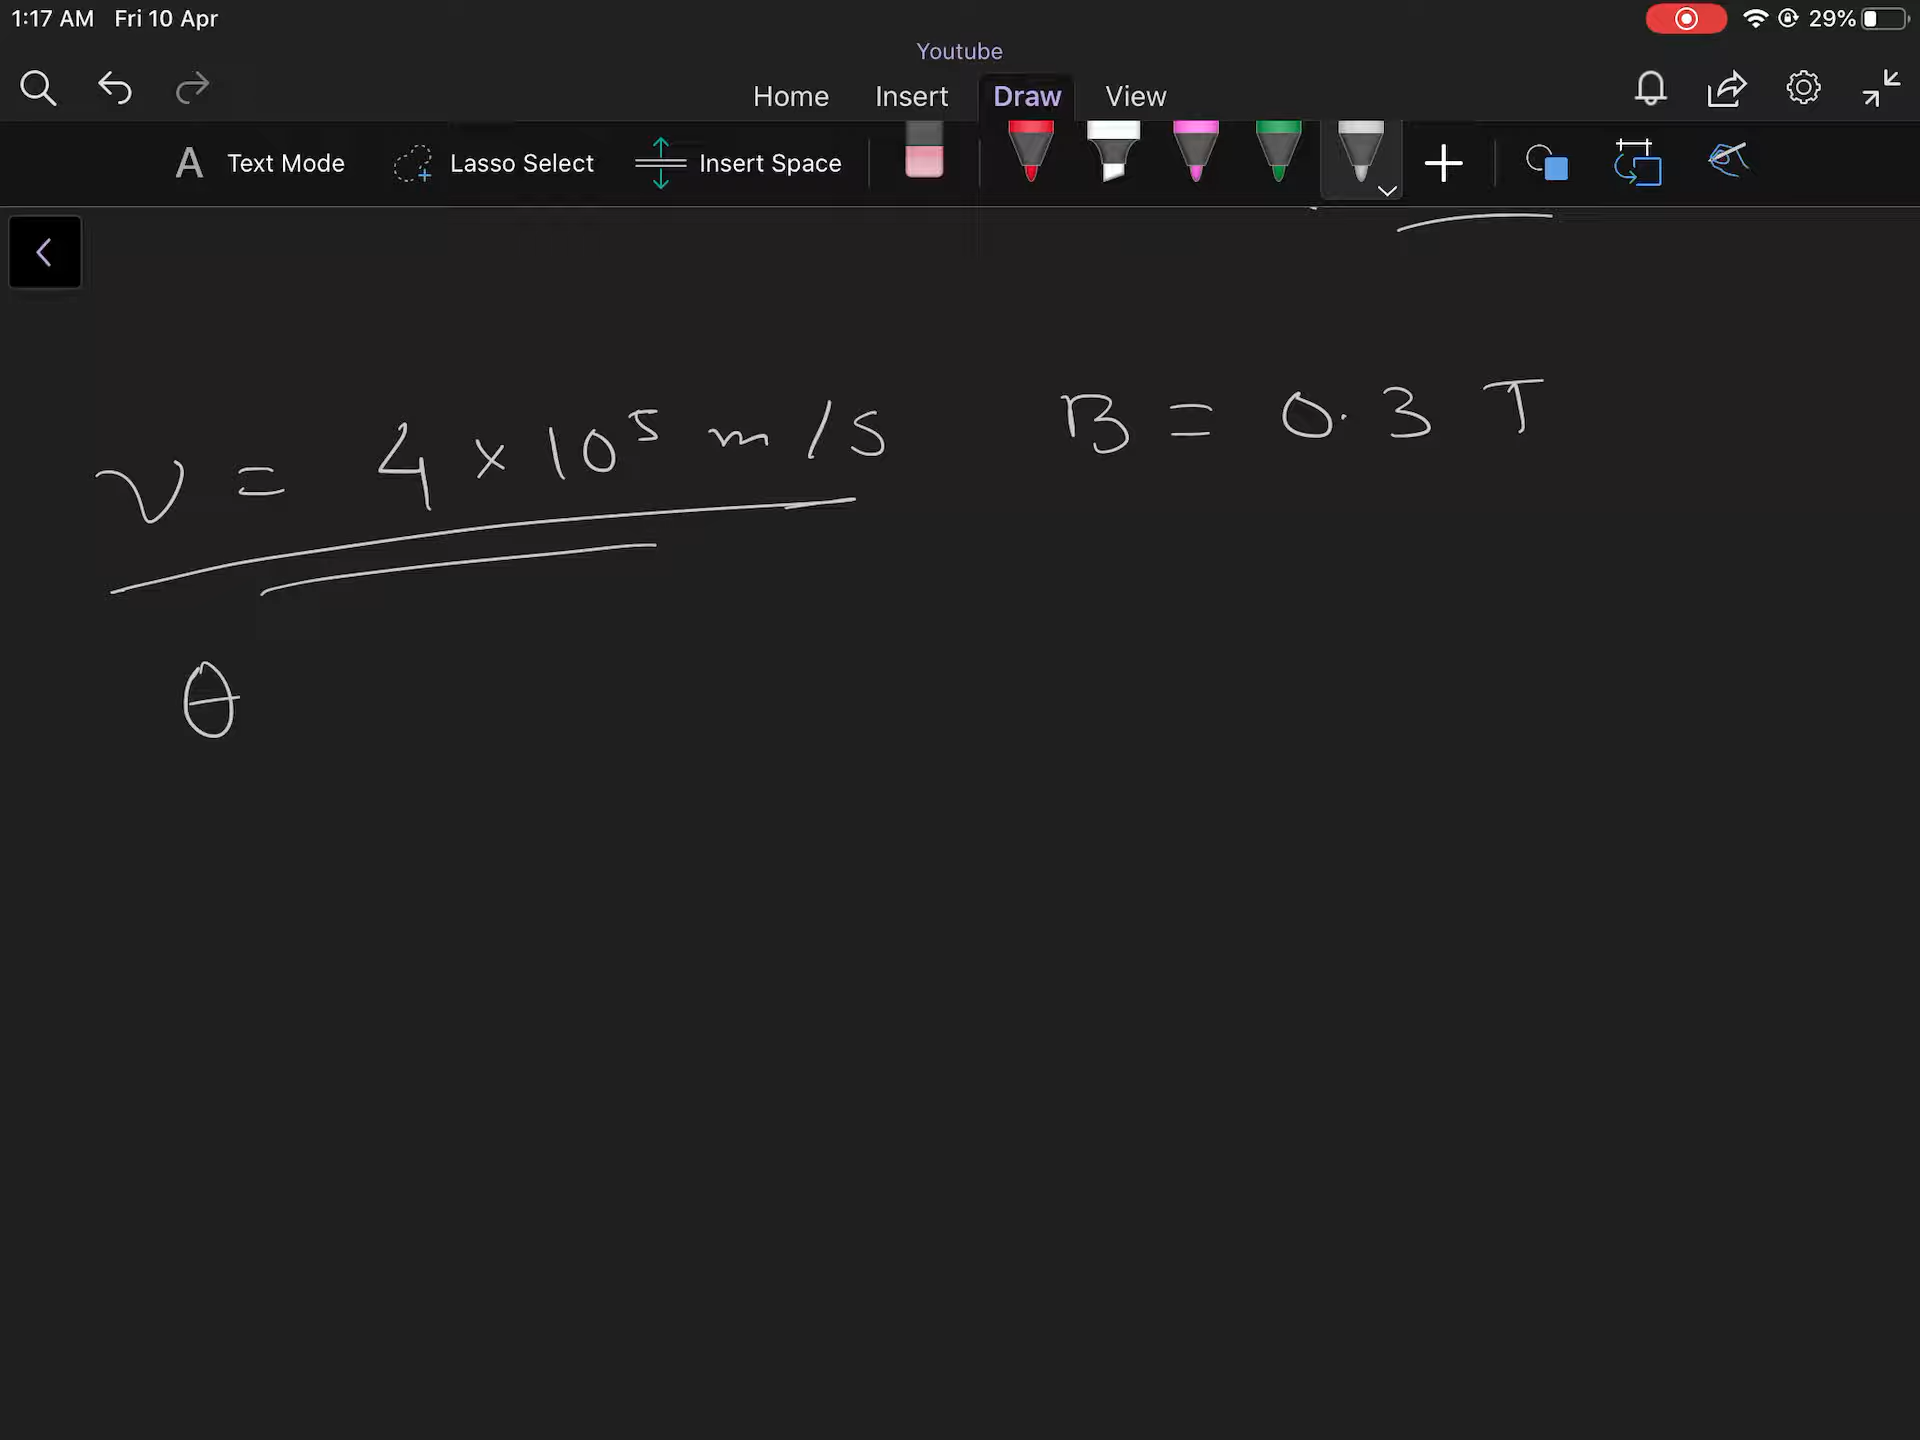 1:17 AM Fri 10 Apr 29%
Youtube
Home Insert Draw View
A Text Mode Lasso Select Insert Space
v = 4 × 10⁵ m/s B = 0.3 T
θ